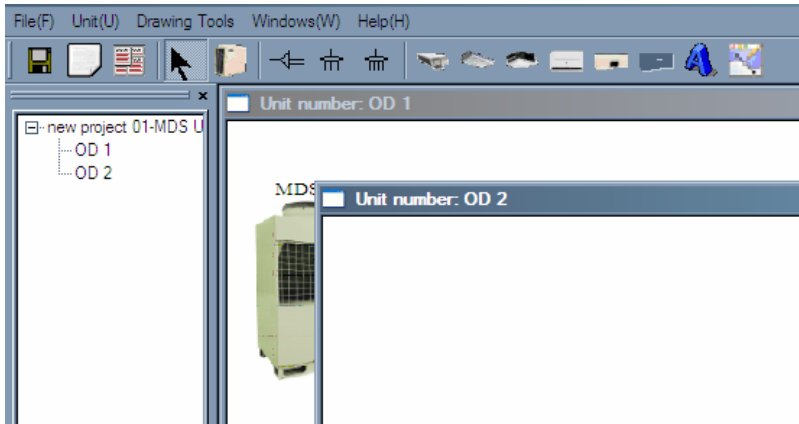 File(F) Unit(U) Drawing Tools Windows(W) Help(H)
new project 01-MDS U
OD 1
OD 2
Unit number: OD 1
MDS
Unit number: OD 2